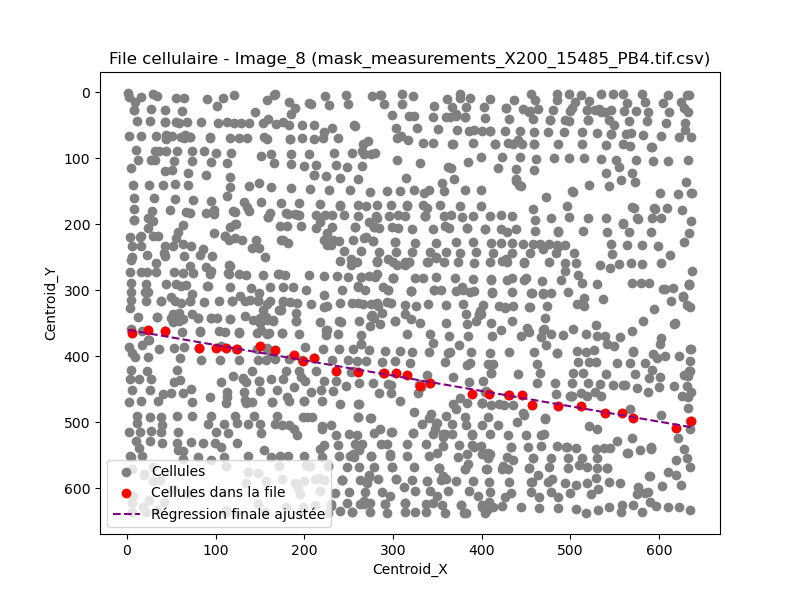 File cellulaire - Image_8 (mask_measurements_X200_15485_PB4.tif.csv)
0
100
200
300
400
500
600
Centroid_Y
Cellules
Cellules dans la file
Régression finale ajustée
0 100 200 300 400 500 600
Centroid_X